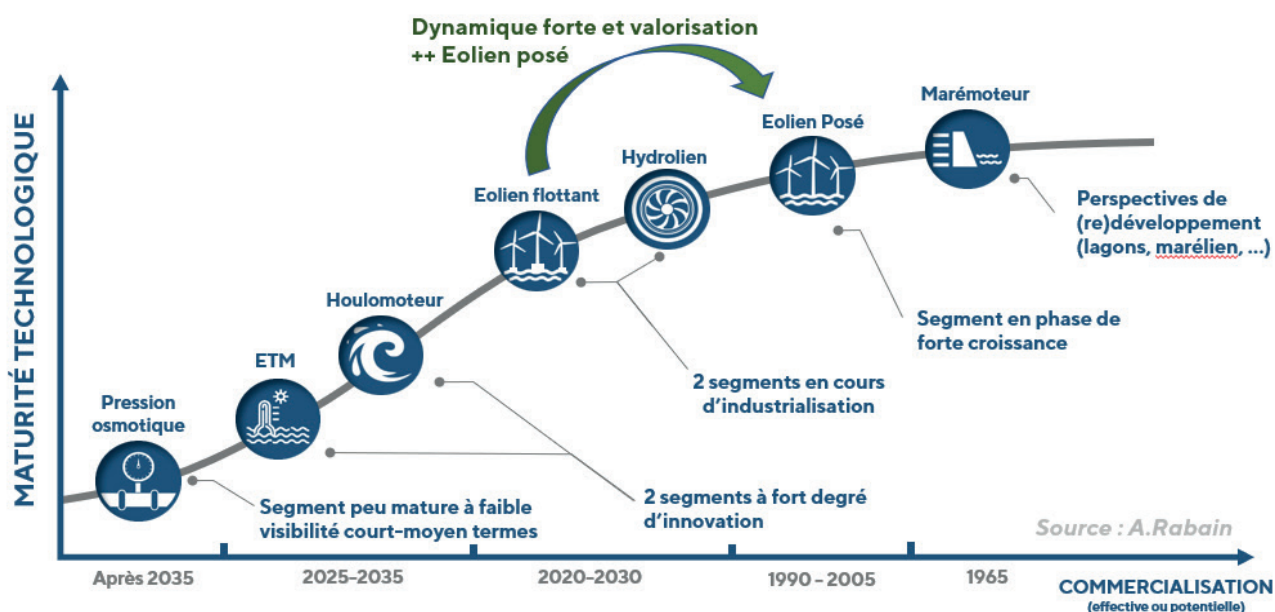 Dynamique forte et valorisation
++ Eolien posé
MATURITÉ TECHNOLOGIQUE
Marémoteur
Eolien Posé
Hydrolien
Eolien flottant
Perspectives de
(re)développement
(lagons, marélien, ...)
Houlomoteur
Segment en phase de
forte croissance
ETM
2 segments en cours
d'industrialisation
Pression
osmotique
Segment peu mature à faible
visibilité court-moyen termes
2 segments à fort degré
d'innovation
Source : A.Rabain
Après 2035
2025-2035
2020-2030
1990 - 2005
1965
COMMERCIALISATION
(effective ou potentielle)